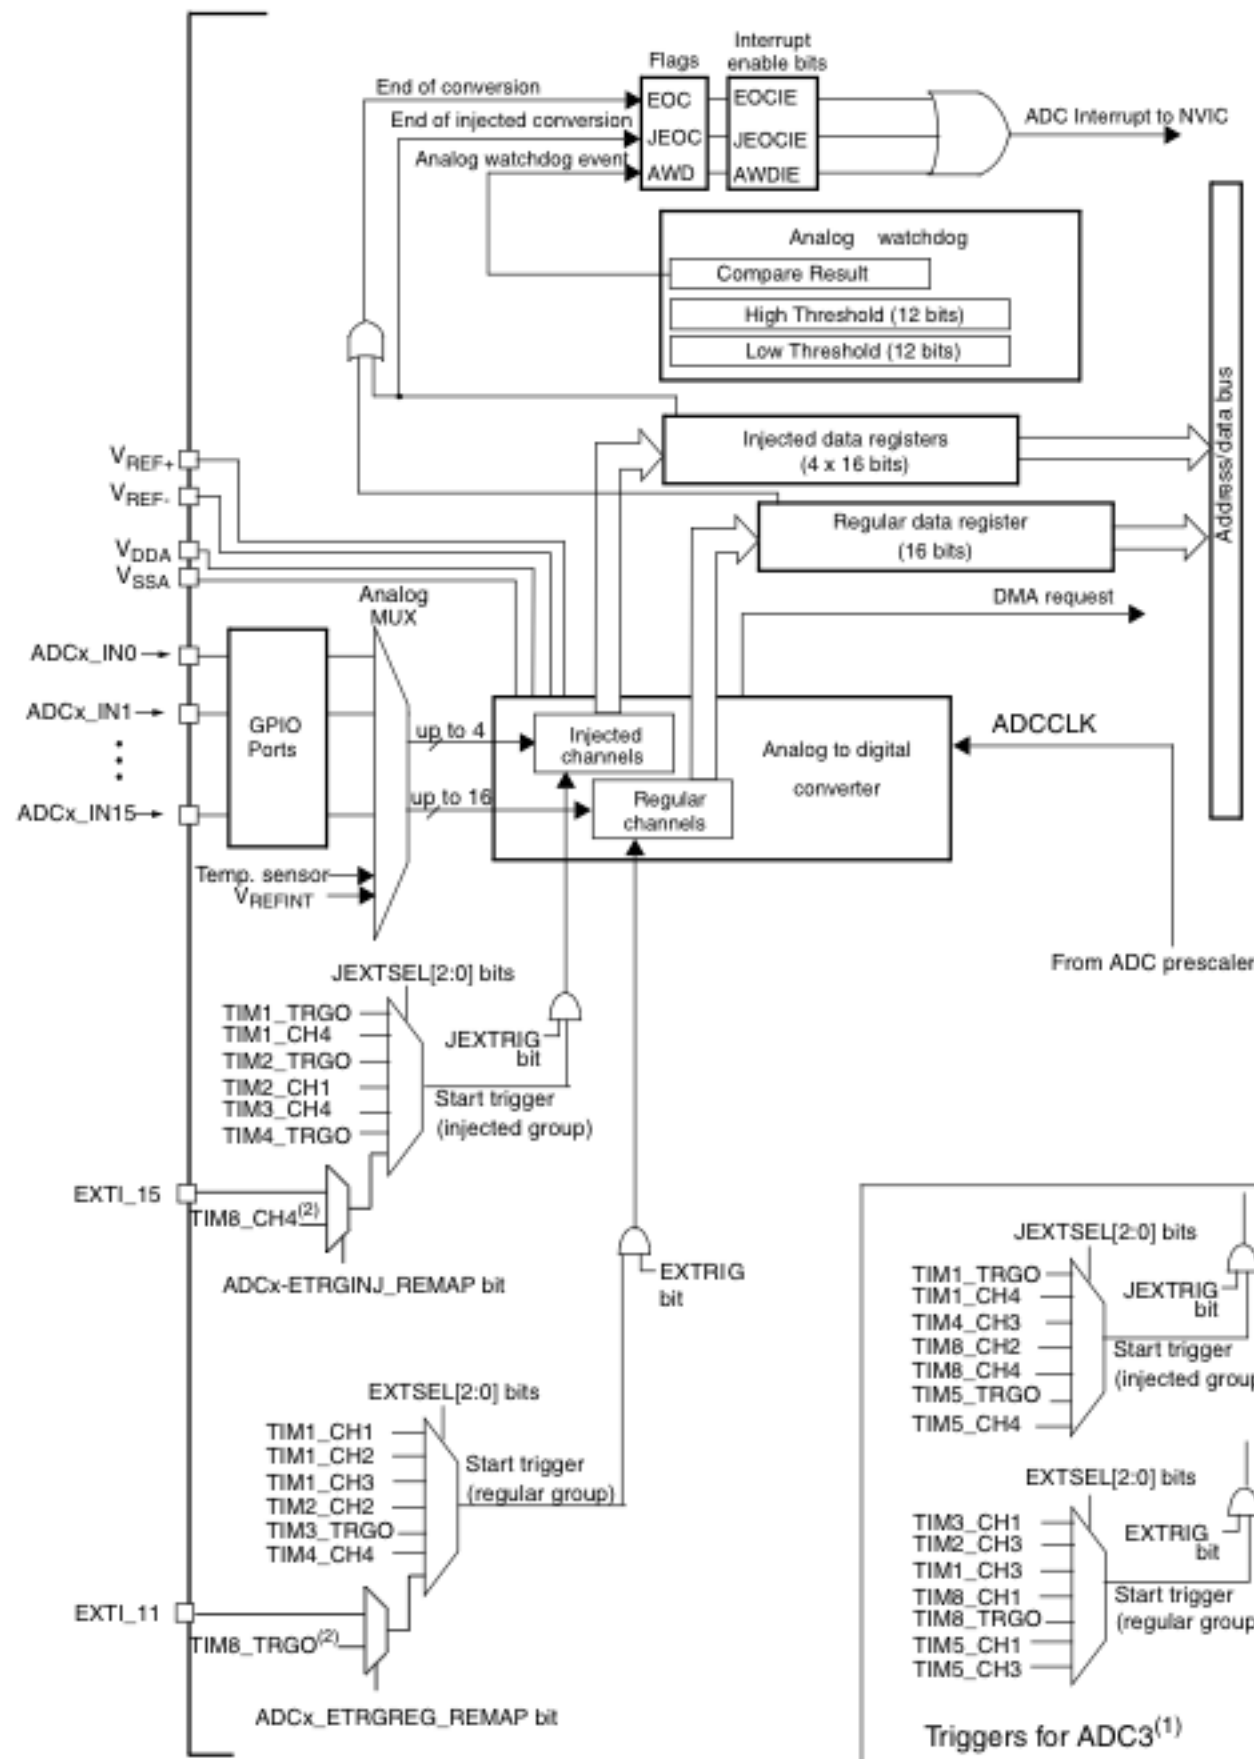 Interrupt
Flags enable bits
End of conversion
EOC EOCIE
End of injected conversion
JEOC JEOCIE
ADC Interrupt to NVIC
Analog watchdog event
AWD AWDIE
Analog watchdog
Compare Result
High Threshold (12 bits)
Low Threshold (12 bits)
Address/data bus
Injected data registers
(4 x 16 bits)
VREF+
VREF-
Regular data register
(16 bits)
VDDA
VSSA
DMA request
Analog
MUX
ADCx_IN0
ADCx_IN1
ADCx_IN15
GPIO
Ports
up to 4
up to 16
Injected
channels
Regular
channels
Analog to digital
converter
ADCCLK
Temp. sensor
VREFINT
From ADC prescaler
JEXTSEL[2:0] bits
TIM1_TRGO
TIM1_CH4
TIM2_TRGO
TIM2_CH1
TIM3_CH4
TIM4_TRGO
JEXTRIG
bit
Start trigger
(injected group)
EXTI_15
TIM8_CH4(2)
ADCx-ETRGINJ_REMAP bit
EXTRIG
bit
EXTSEL[2:0] bits
TIM1_CH1
TIM1_CH2
TIM1_CH3
TIM2_CH2
TIM3_TRGO
TIM4_CH4
Start trigger
(regular group)
EXTI_11
TIM8_TRGO(2)
ADCx_ETRGREG_REMAP bit
JEXTSEL[2:0] bits
TIM1_TRGO
TIM1_CH4
TIM4_CH3
TIM8_CH2
TIM8_CH4
TIM5_TRGO
TIM5_CH4
JEXTRIG
bit
Start trigger
(injected group
EXTSEL[2:0] bits
TIM3_CH1
TIM2_CH3
TIM1_CH3
TIM8_CH1
TIM8_TRGO
TIM5_CH1
TIM5_CH3
EXTRIG
bit
Start trigger
(regular group
Triggers for ADC3(1)